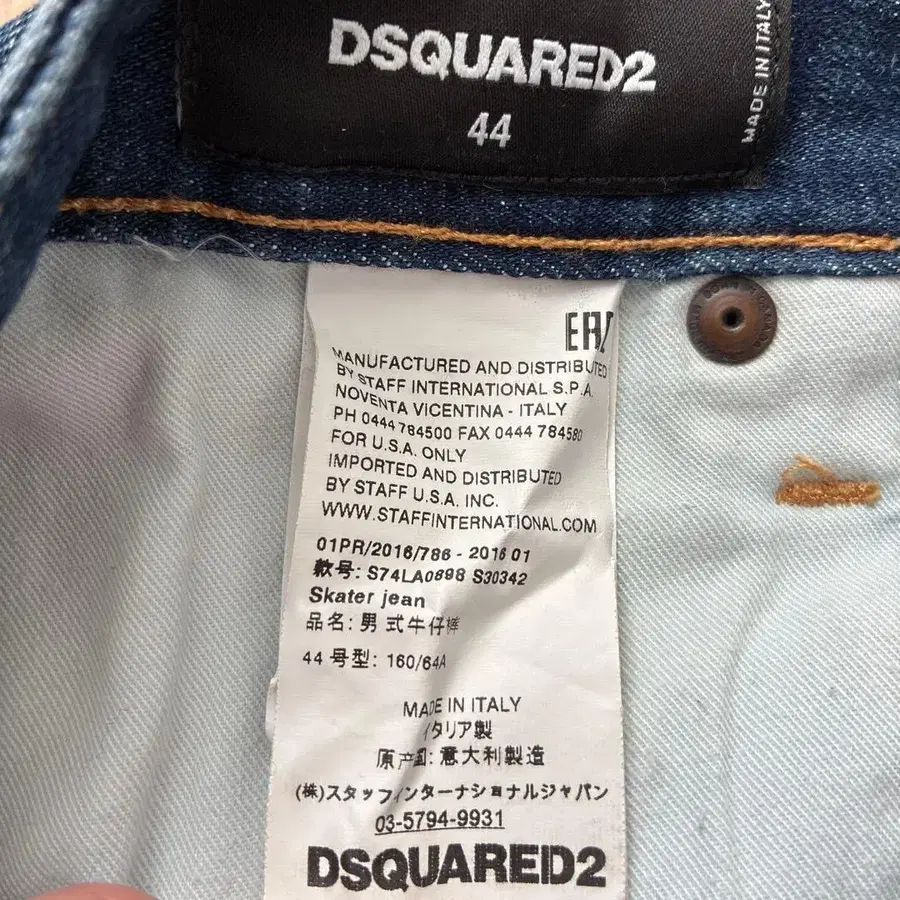 DSQUARED2
44
MADE IN ITALY
MANUFACTURED AND DISTRIBUTED
BY STAFF INTERNATIONAL S.P.A.
NOVENTA VICENTINA - ITALY
PH 0444 784500 FAX 0444 784580
FOR U.S.A. ONLY
IMPORTED AND DISTRIBUTED
BY STAFF U.S.A. INC.
WWW.STAFFINTERNATIONAL.COM
01PR/2016/786 - 2016 01
款号: S74LA0698 S30342
Skater jean
品名: 男式牛仔裤
44 号型: 160/64A
MADE IN ITALY
イタリア製
原产国: 意大利製造
(株)スタッフインターナショナルジャパン
03-5794-9931
DSQUARED2